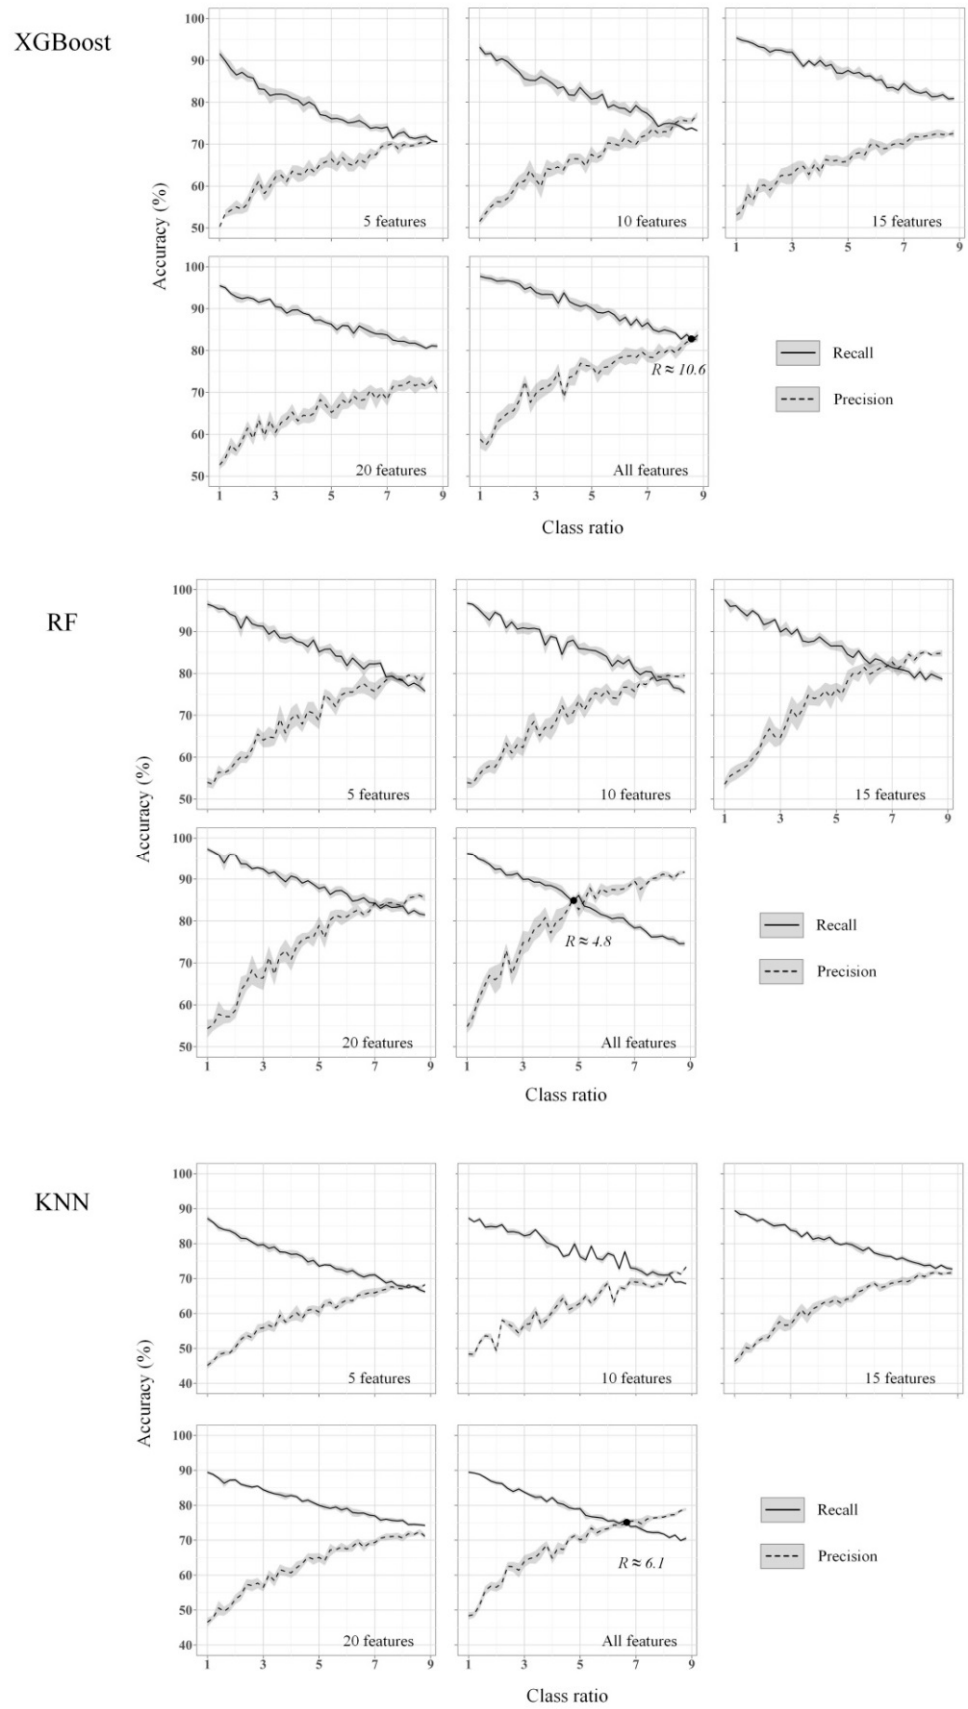 XGBoost
Accuracy (%)
100
90
80
70
60
50
5 features
10 features
15 features
1 3 5 7 9
100
90
80
70
60
50
20 features
R ≈ 10.6
All features
1 3 5 7 9
1 3 5 7 9
Class ratio
Recall
Precision
RF
Accuracy (%)
100
90
80
70
60
50
5 features
10 features
15 features
1 3 5 7 9
100
90
80
70
60
50
20 features
R ≈ 4.8
All features
1 3 5 7 9
1 3 5 7 9
Class ratio
Recall
Precision
KNN
Accuracy (%)
100
90
80
70
60
50
40
5 features
10 features
15 features
100
90
80
70
60
50
40
20 features
R ≈ 6.1
All features
1 3 5 7 9
1 3 5 7 9
Class ratio
Recall
Precision